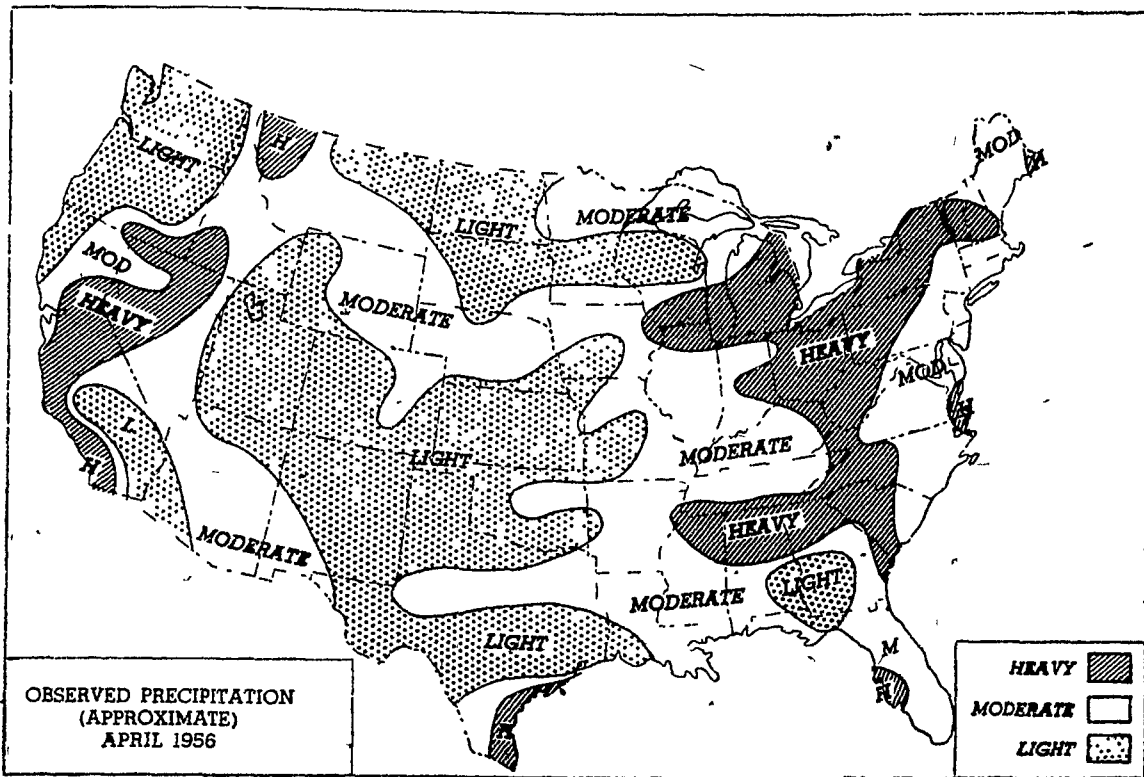 MOD
H
LIGHT
H
LIGHT
MODERATE
MOD
HEAVY
MODERATE
HEAVY
MOD
H
L
H
LIGHT
MODERATE
HEAVY
MODERATE
LIGHT
MODERATE
LIGHT
M
H
H
OBSERVED PRECIPITATION
(APPROXIMATE)
APRIL 1956
HEAVY
MODERATE
LIGHT